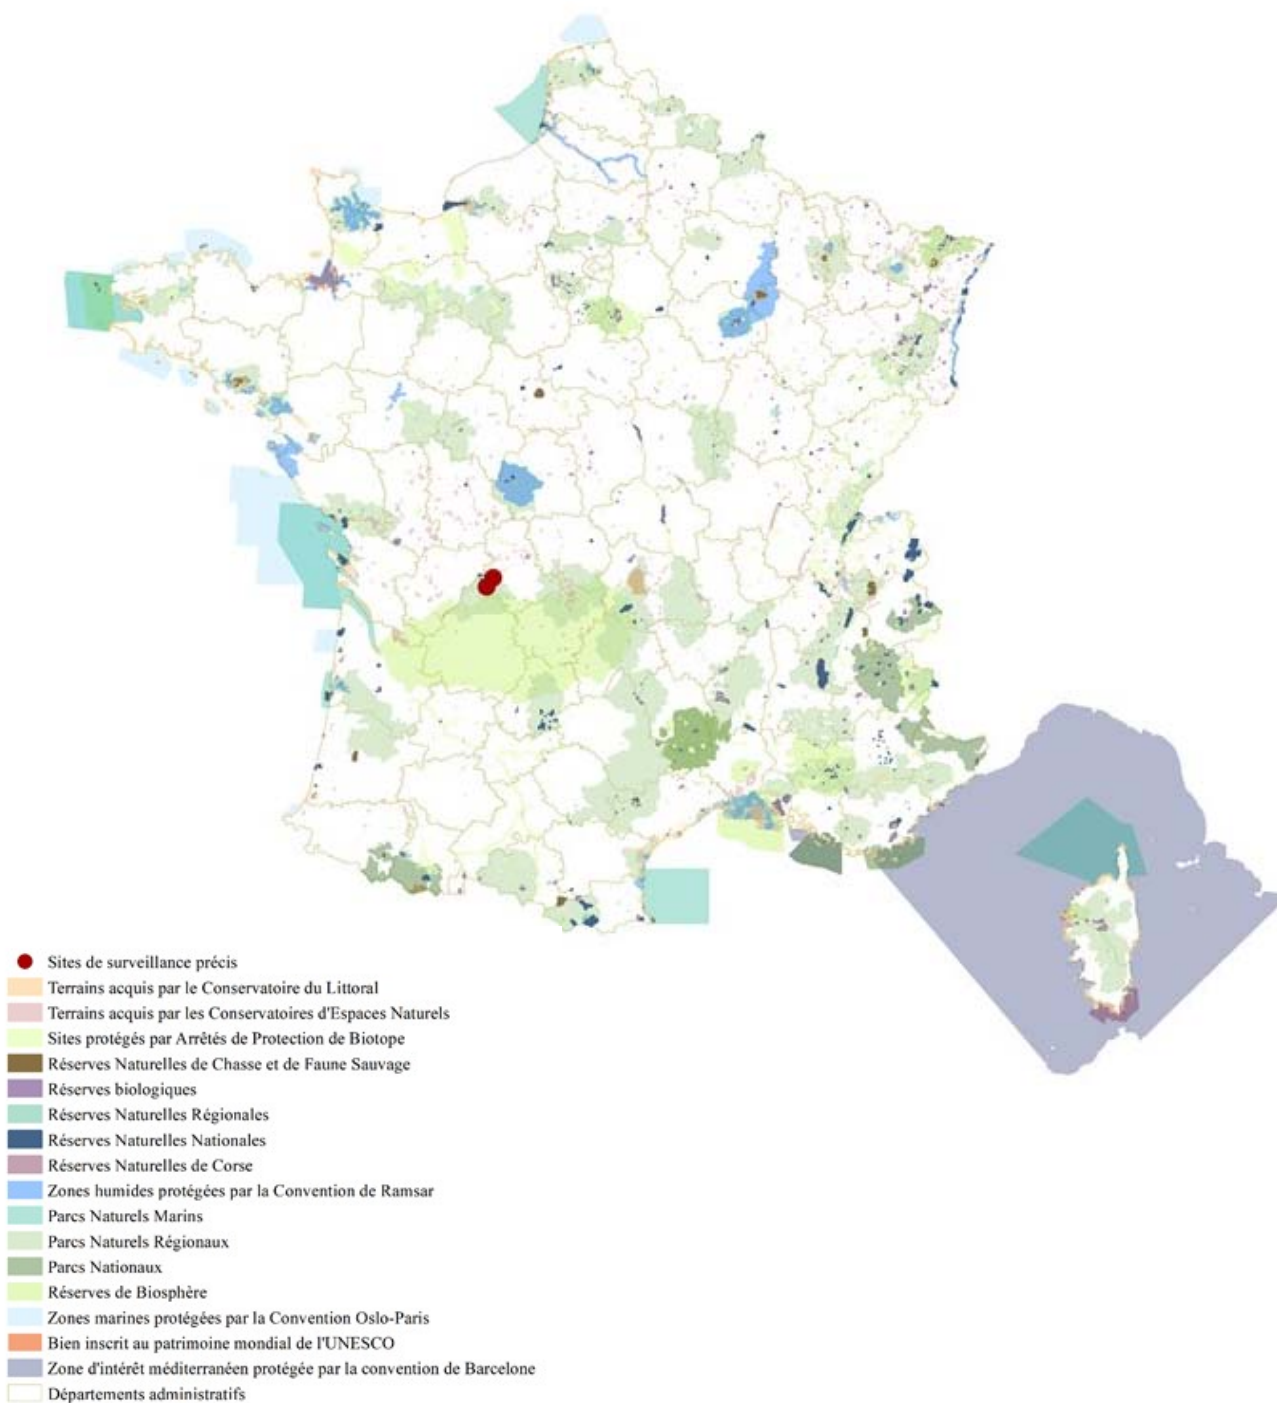 Sites de surveillance précis
Terrains acquis par le Conservatoire du Littoral
Terrains acquis par les Conservatoires d'Espaces Naturels
Sites protégés par Arrêtés de Protection de Biotope
Réserves Naturelles de Chasse et de Faune Sauvage
Réserves biologiques
Réserves Naturelles Régionales
Réserves Naturelles Nationales
Réserves Naturelles de Corse
Zones humides protégées par la Convention de Ramsar
Parcs Naturels Marins
Parcs Naturels Régionaux
Parcs Nationaux
Réserves de Biosphère
Zones marines protégées par la Convention Oslo-Paris
Bien inscrit au patrimoine mondial de l'UNESCO
Zone d'intérêt méditerranéen protégée par la convention de Barcelone
Départements administratifs